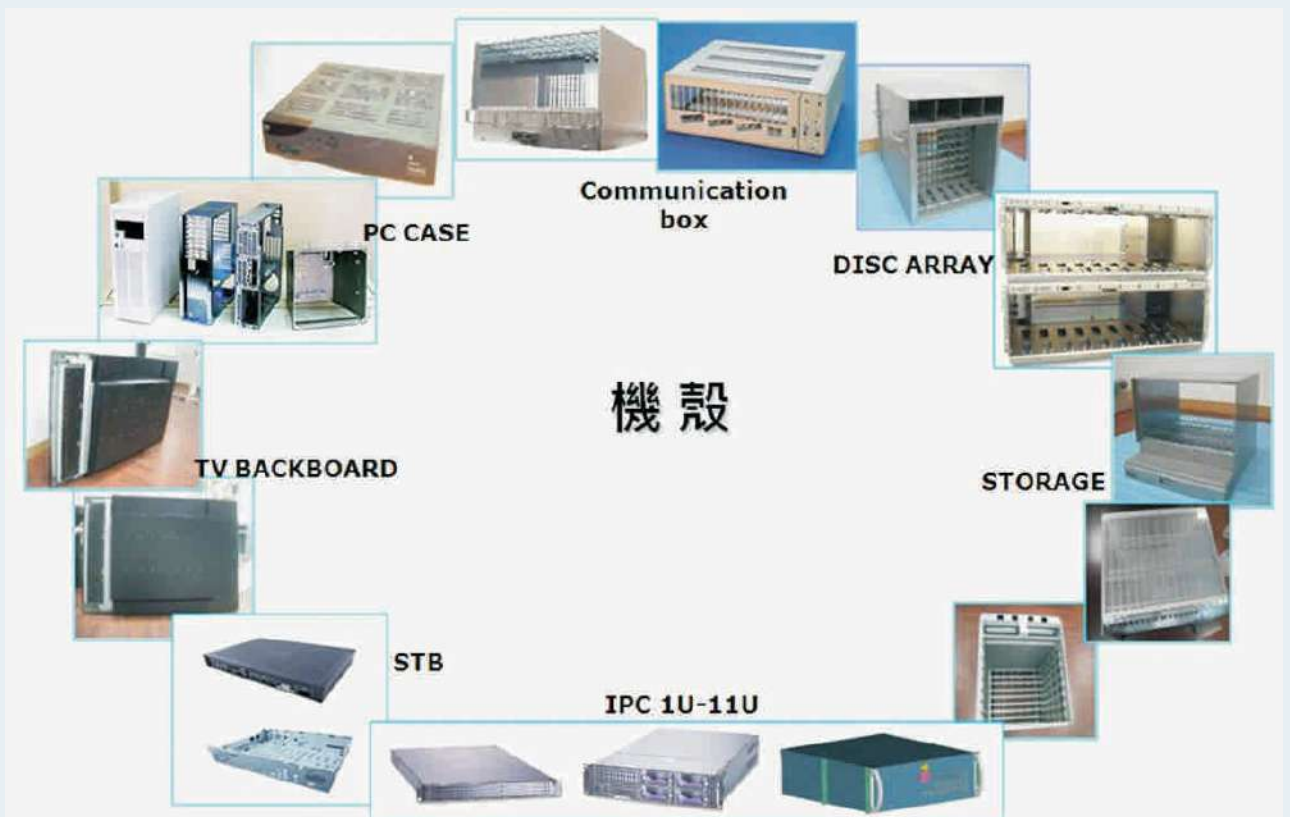 Communication
box
PC CASE
DISC ARRAY
機殼
TV BACKBOARD
STORAGE
STB
IPC 1U-11U